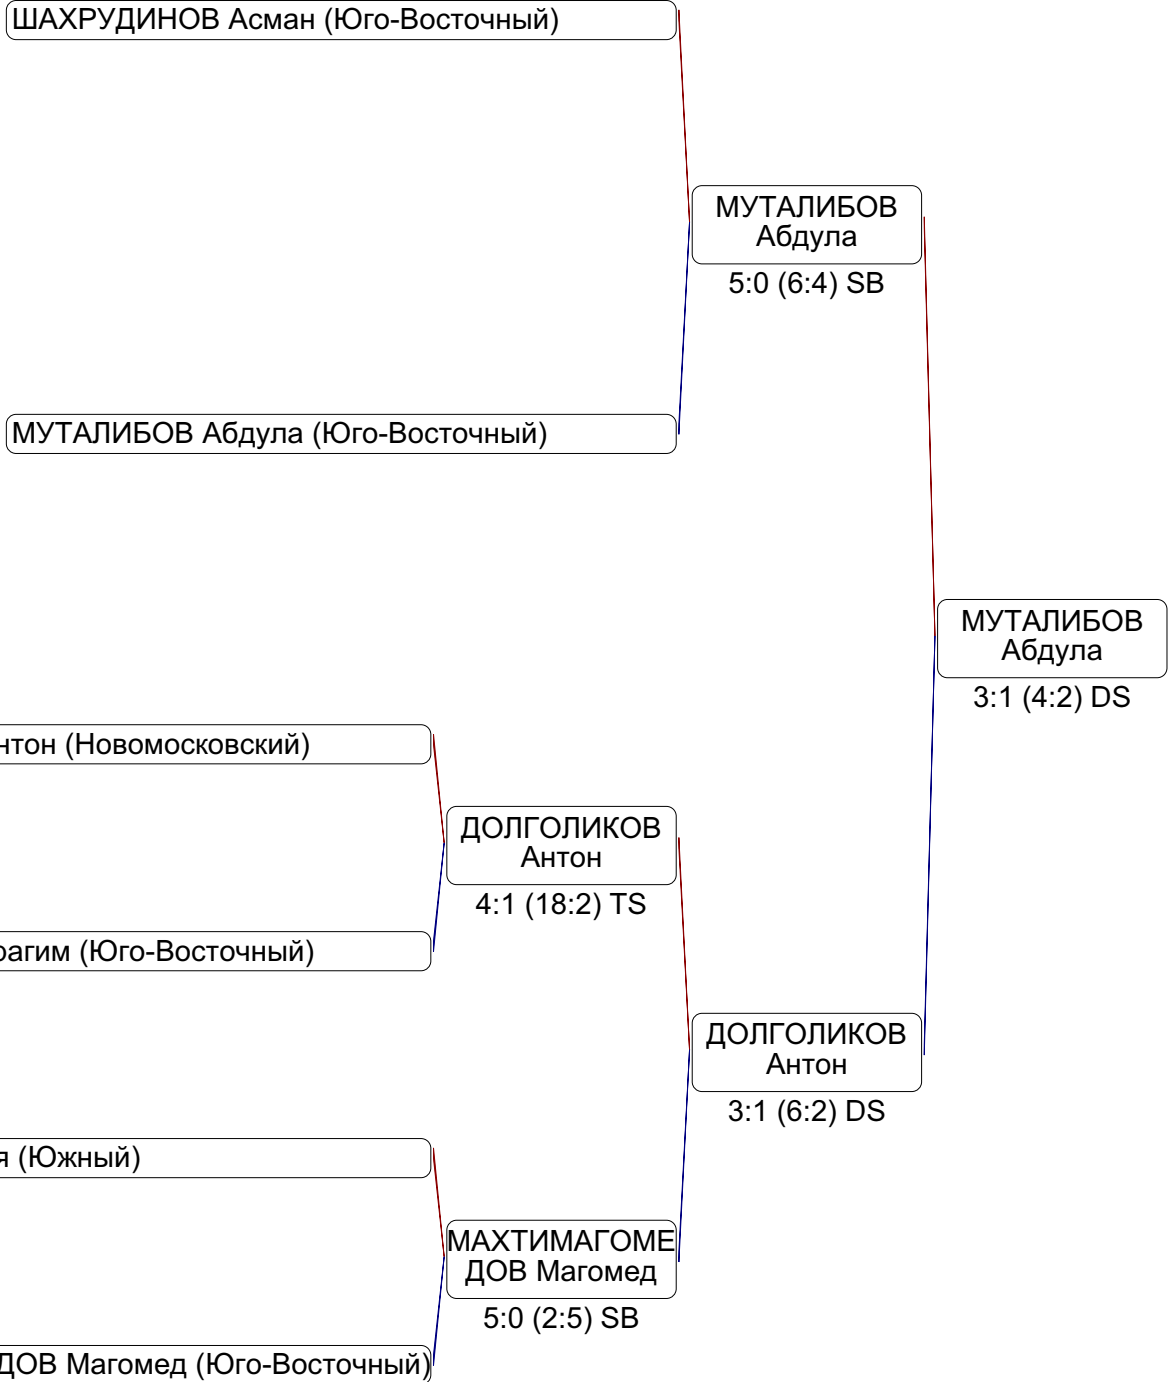 ШАХРУДИНОВ Асман (Юго-Восточный)
МУТАЛИБОВ
Абдула
5:0 (6:4) SB
МУТАЛИБОВ Абдула (Юго-Восточный)
МУТАЛИБОВ
Абдула
3:1 (4:2) DS
нтон (Новомосковский)
ДОЛГОЛИКОВ
Антон
4:1 (18:2) TS
рагим (Юго-Восточный)
ДОЛГОЛИКОВ
Антон
3:1 (6:2) DS
я (Южный)
МАХТИМАГОМЕ
ДОВ Магомед
5:0 (2:5) SB
ДОВ Магомед (Юго-Восточный)